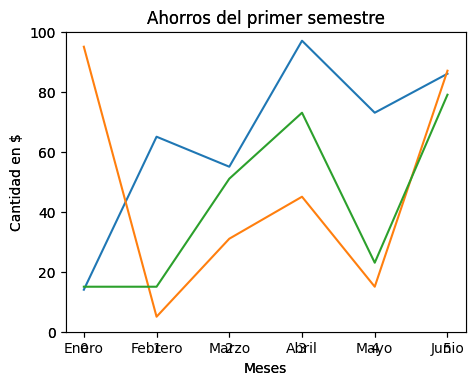 Ahorros del primer semestre
Cantidad en $
100
80
60
40
20
0
Enero Febrero Marzo Abril Mayo Junio
0 1 2 3 4 5
Meses